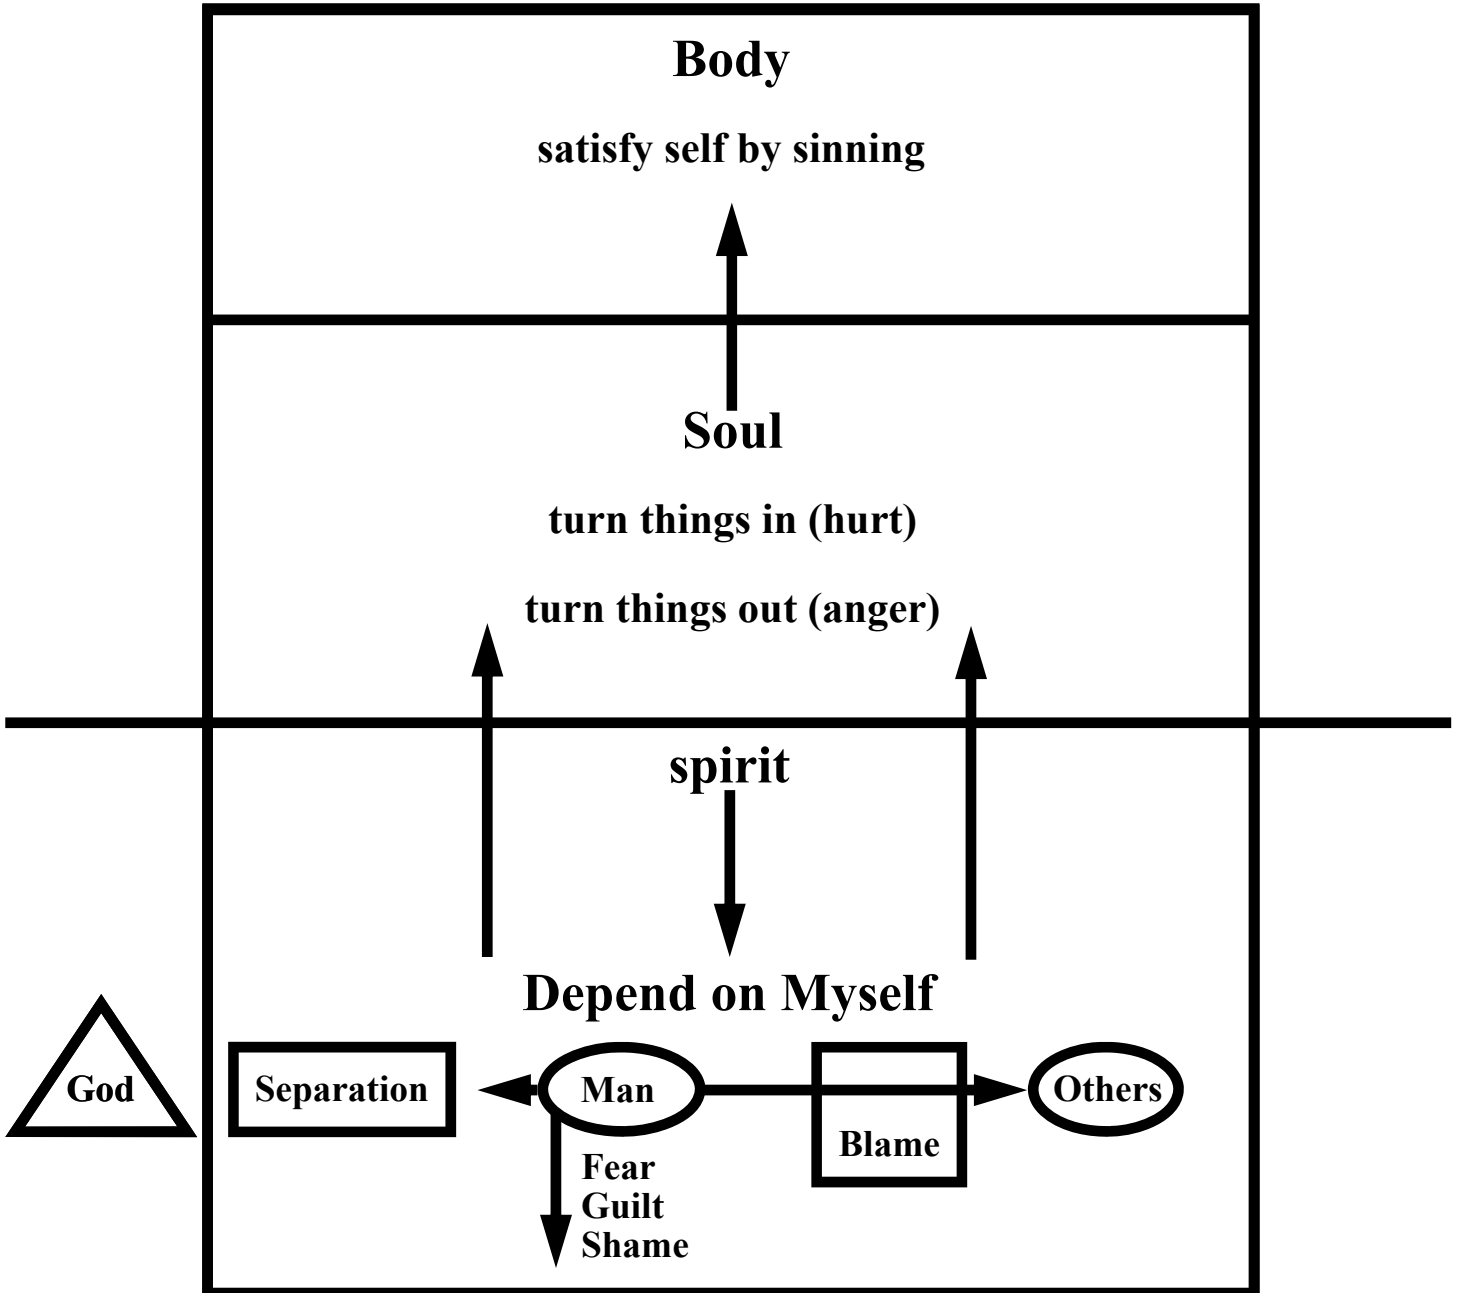 Body
satisfy self by sinning
Soul
turn things in (hurt)
turn things out (anger)
spirit
Depend on Myself
God
Separation
Man
Others
Blame
Fear
Guilt
Shame